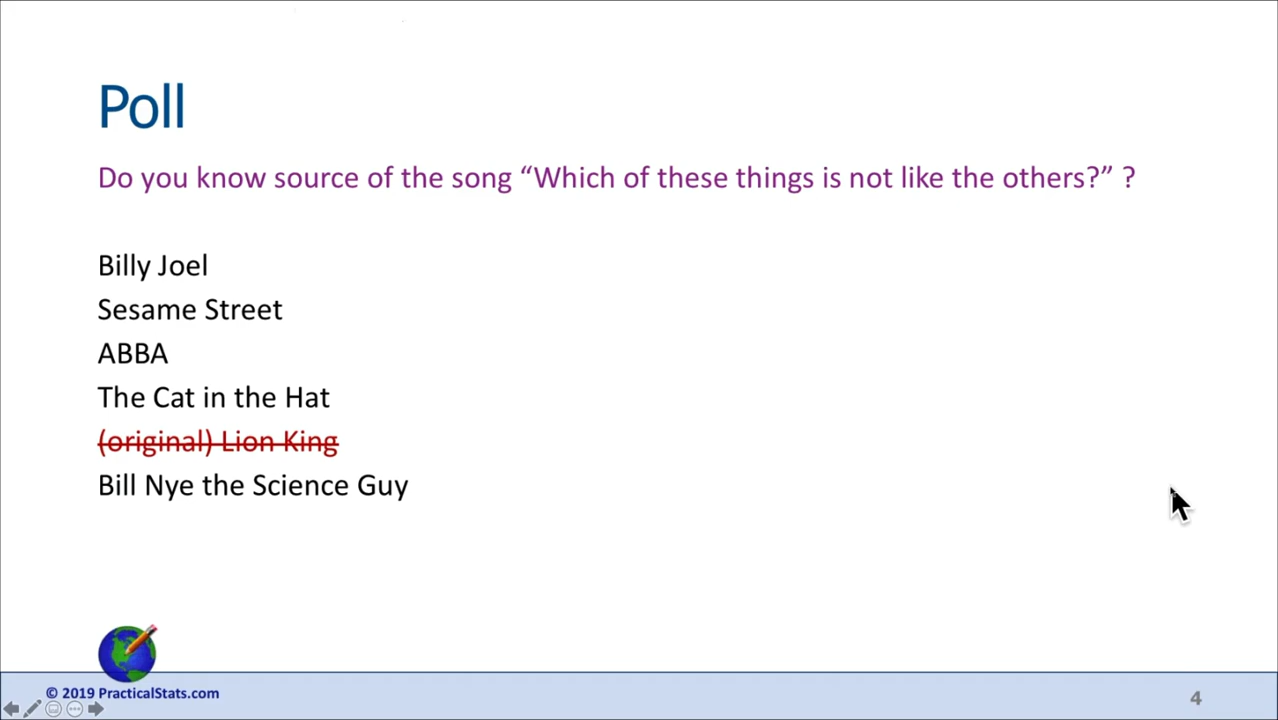 Poll
Do you know source of the song “Which of these things is not like the others?” ?
Billy Joel
Sesame Street
ABBA
The Cat in the Hat
(original) Lion King
Bill Nye the Science Guy
© 2019 PracticalStats.com
4